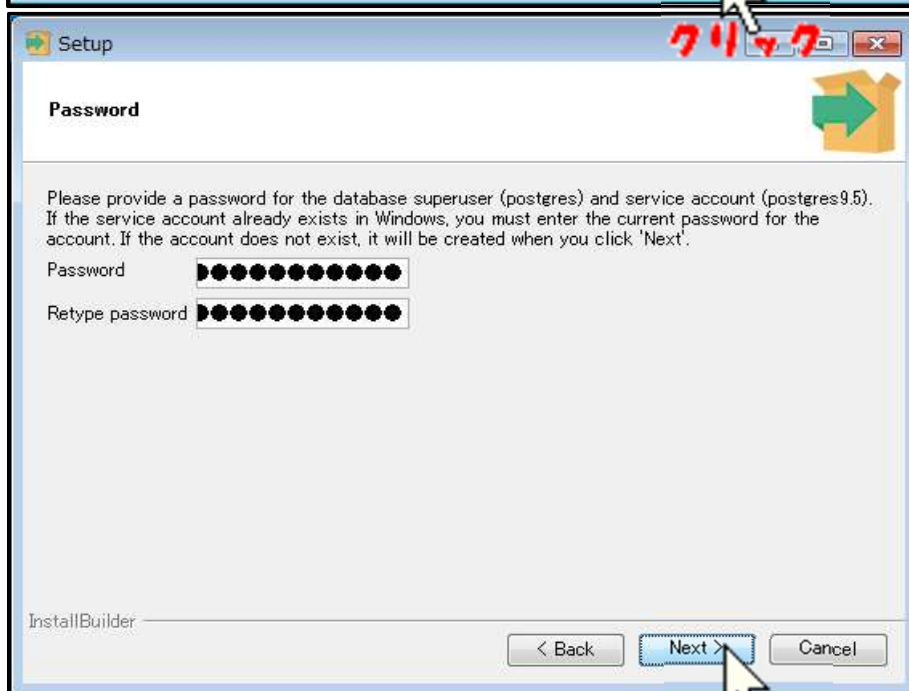 クリック
Setup
Password
Please provide a password for the database superuser (postgres) and service account (postgres9.5).
If the service account already exists in Windows, you must enter the current password for the
account. If the account does not exist, it will be created when you click 'Next'.
Password
Retype password
InstallBuilder
< Back
Next >
Cancel